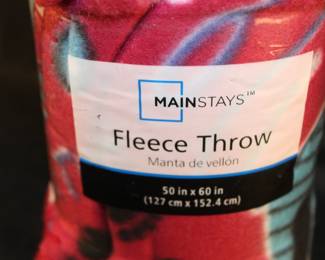 MAINSTAYS™
Fleece Throw
Manta de vellón
50 in x 60 in
(127 cm x 152.4 cm)